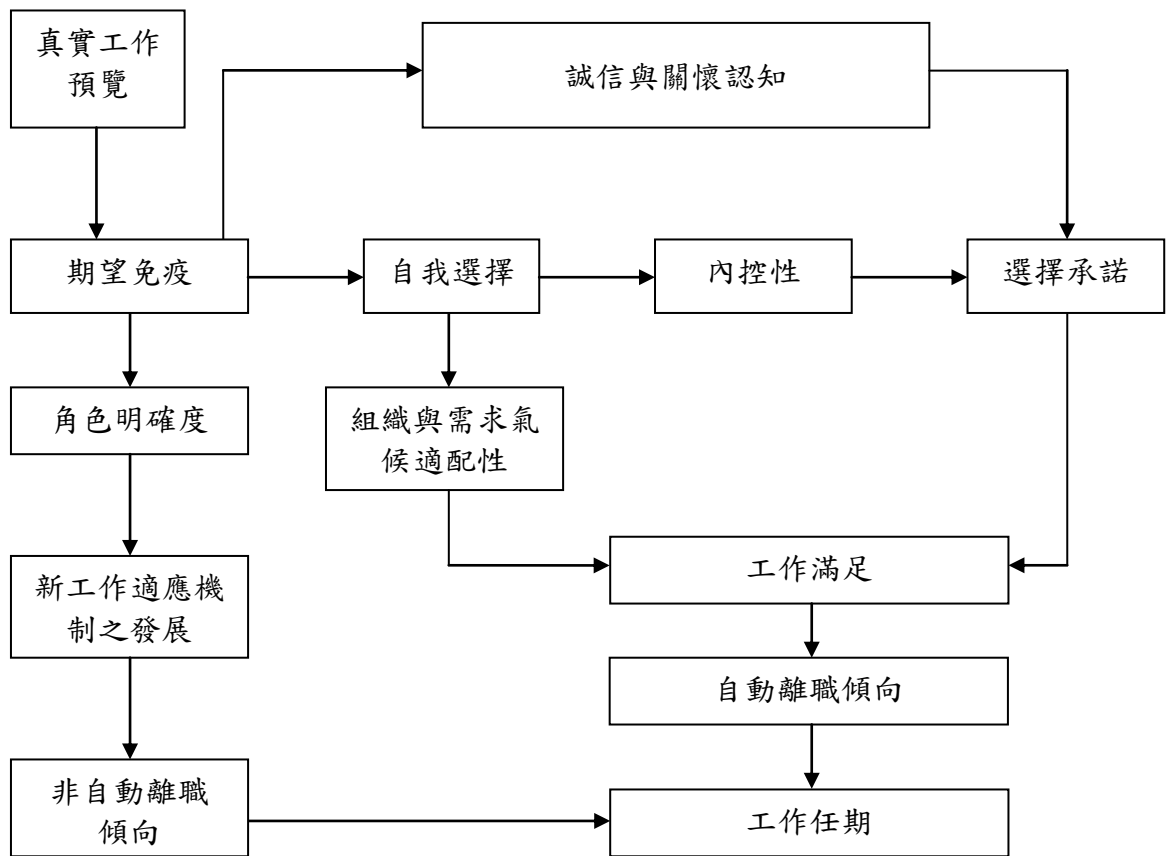 真實工作
預覽
誠信與關懷認知
期望免疫
自我選擇
內控性
選擇承諾
角色明確度
組織與需求氣
候適配性
新工作適應機
制之發展
工作滿足
自動離職傾向
非自動離職
傾向
工作任期